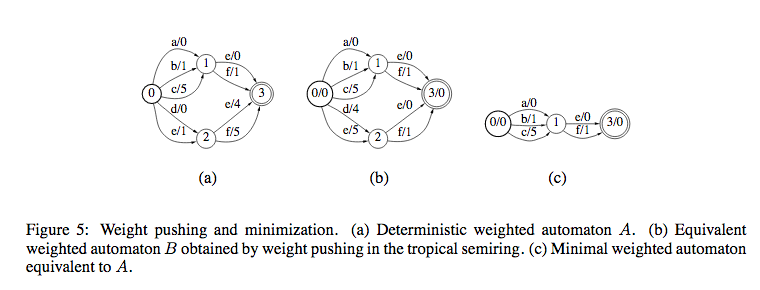 a/0
b/1
c/5
d/0
e/1
0
1
2
3
e/0
f/1
e/4
f/5
(a)
a/0
b/1
c/5
d/4
e/5
0/0
1
2
3/0
e/0
f/1
e/0
f/1
(b)
a/0
b/1
c/5
0/0
1
e/0
f/1
3/0
(c)
Figure 5: Weight pushing and minimization. (a) Deterministic weighted automaton A. (b) Equivalent
weighted automaton B obtained by weight pushing in the tropical semiring. (c) Minimal weighted automaton
equivalent to A.